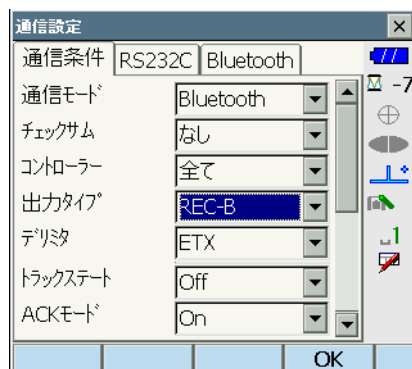 通信設定
通信条件 RS232C Bluetooth
通信ﾓｰﾄﾞ Bluetooth
ﾁｪｯｸｻﾑ なし
ｺﾝﾄﾛｰﾗｰ 全て
出力ﾀｲﾌﾟ REC-B
ﾃﾞﾘﾐﾀ ETX
ﾄﾗｯｸｽﾃｰﾄ Off
ACKﾓｰﾄﾞ On
-7
1
OK